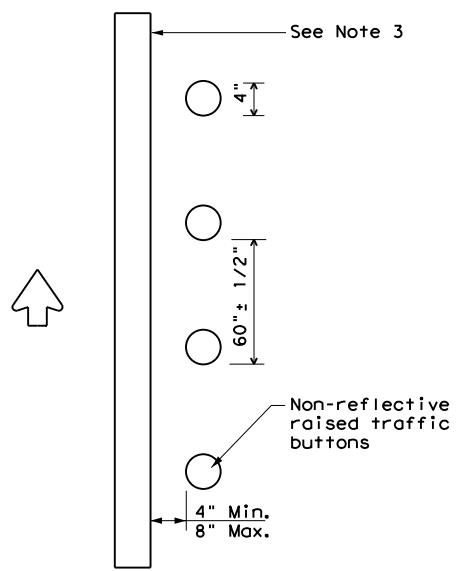 See Note 3
4"
60"± 1/2"
Non-reflective
raised traffic
buttons
4" Min.
8" Max.